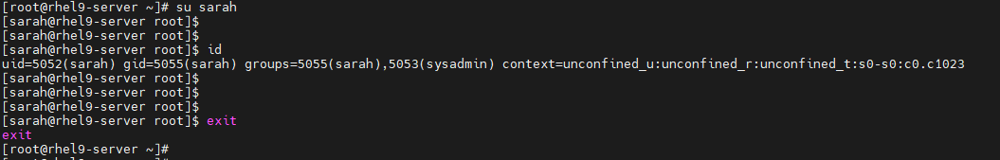 [root@rhel9-server ~]# su sarah
[sarah@rhel9-server root]$
[sarah@rhel9-server root]$
[sarah@rhel9-server root]$ id
uid=5052(sarah) gid=5055(sarah) groups=5055(sarah),5053(sysadmin) context=unconfined_u:unconfined_r:unconfined_t:s0-s0:c0.c1023
[sarah@rhel9-server root]$
[sarah@rhel9-server root]$
[sarah@rhel9-server root]$
[sarah@rhel9-server root]$ exit
exit
[root@rhel9-server ~]#